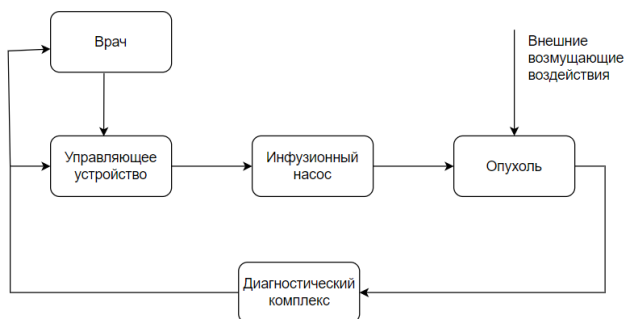 Врач
Внешние
возмущающие
воздействия
Управляющее
устройство
Инфузионный
насос
Опухоль
Диагностический
комплекс